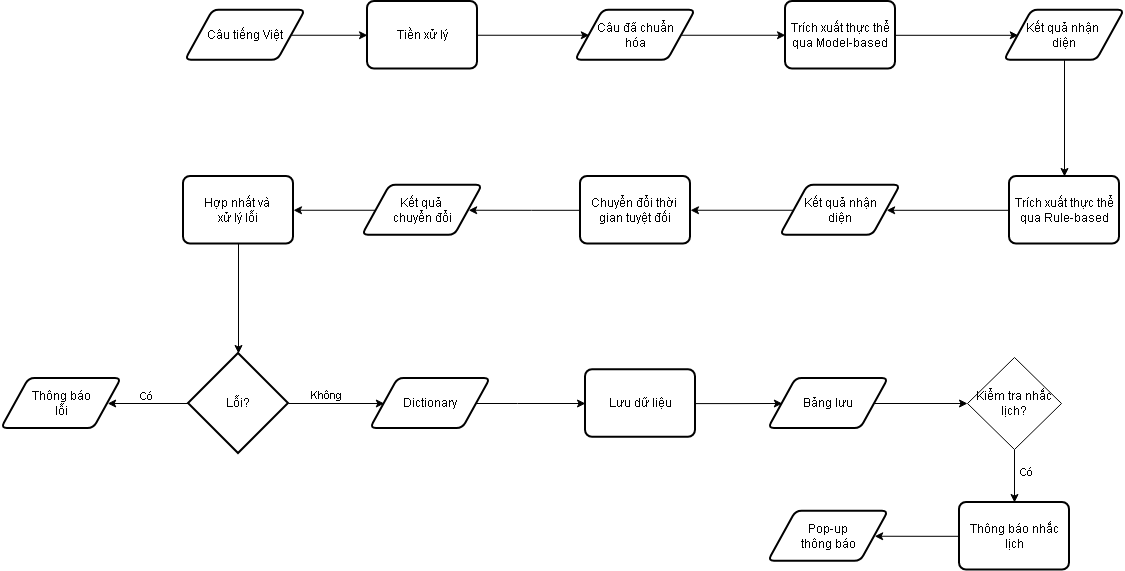 Câu tiếng Việt
Tiền xử lý
Câu đã chuẩn
hóa
Trích xuất thực thể
qua Model-based
Kết quả nhận
diện
Hợp nhất và
xử lý lỗi
Kết quả
chuyển đổi
Chuyển đổi thời
gian tuyệt đối
Kết quả nhận
diện
Trích xuất thực thể
qua Rule-based
Thông báo
lỗi
Có
Lỗi?
Không
Dictionary
Lưu dữ liệu
Bảng lưu
Kiểm tra nhắc
lịch?
Có
Pop-up
thông báo
Thông báo nhắc
lịch